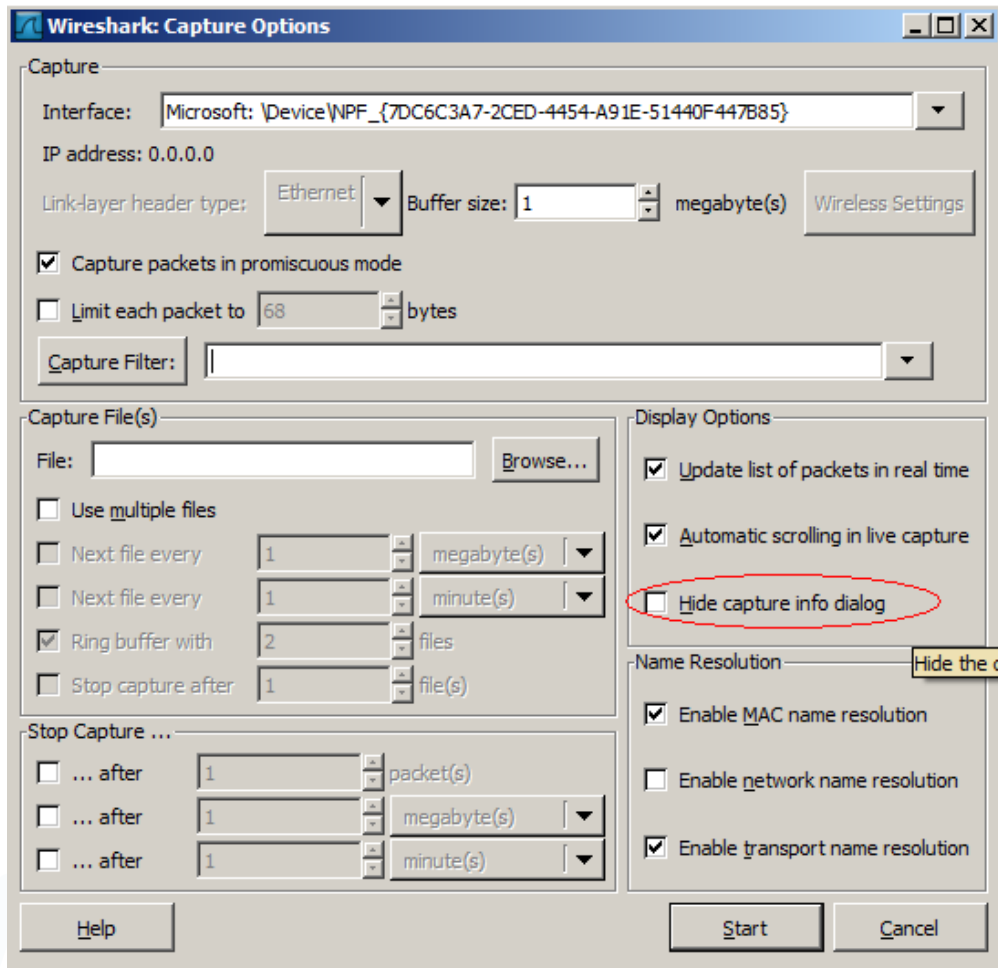 Wireshark: Capture Options
Capture
Interface: Microsoft: \Device\NPF_{7DC6C3A7-2CED-4454-A91E-51440F447B85}
IP address: 0.0.0.0
Link-layer header type: Ethernet Buffer size: 1 megabyte(s) Wireless Settings
Capture packets in promiscuous mode
Limit each packet to 68 bytes
Capture Filter:
Capture File(s)
File: Browse...
Use multiple files
Next file every 1 megabyte(s)
Next file every 1 minute(s)
Ring buffer with 2 files
Stop capture after 1 file(s)
Stop Capture ...
... after 1 packet(s)
... after 1 megabyte(s)
... after 1 minute(s)
Display Options
Update list of packets in real time
Automatic scrolling in live capture
Hide capture info dialog
Hide the
Name Resolution
Enable MAC name resolution
Enable network name resolution
Enable transport name resolution
Help Start Cancel